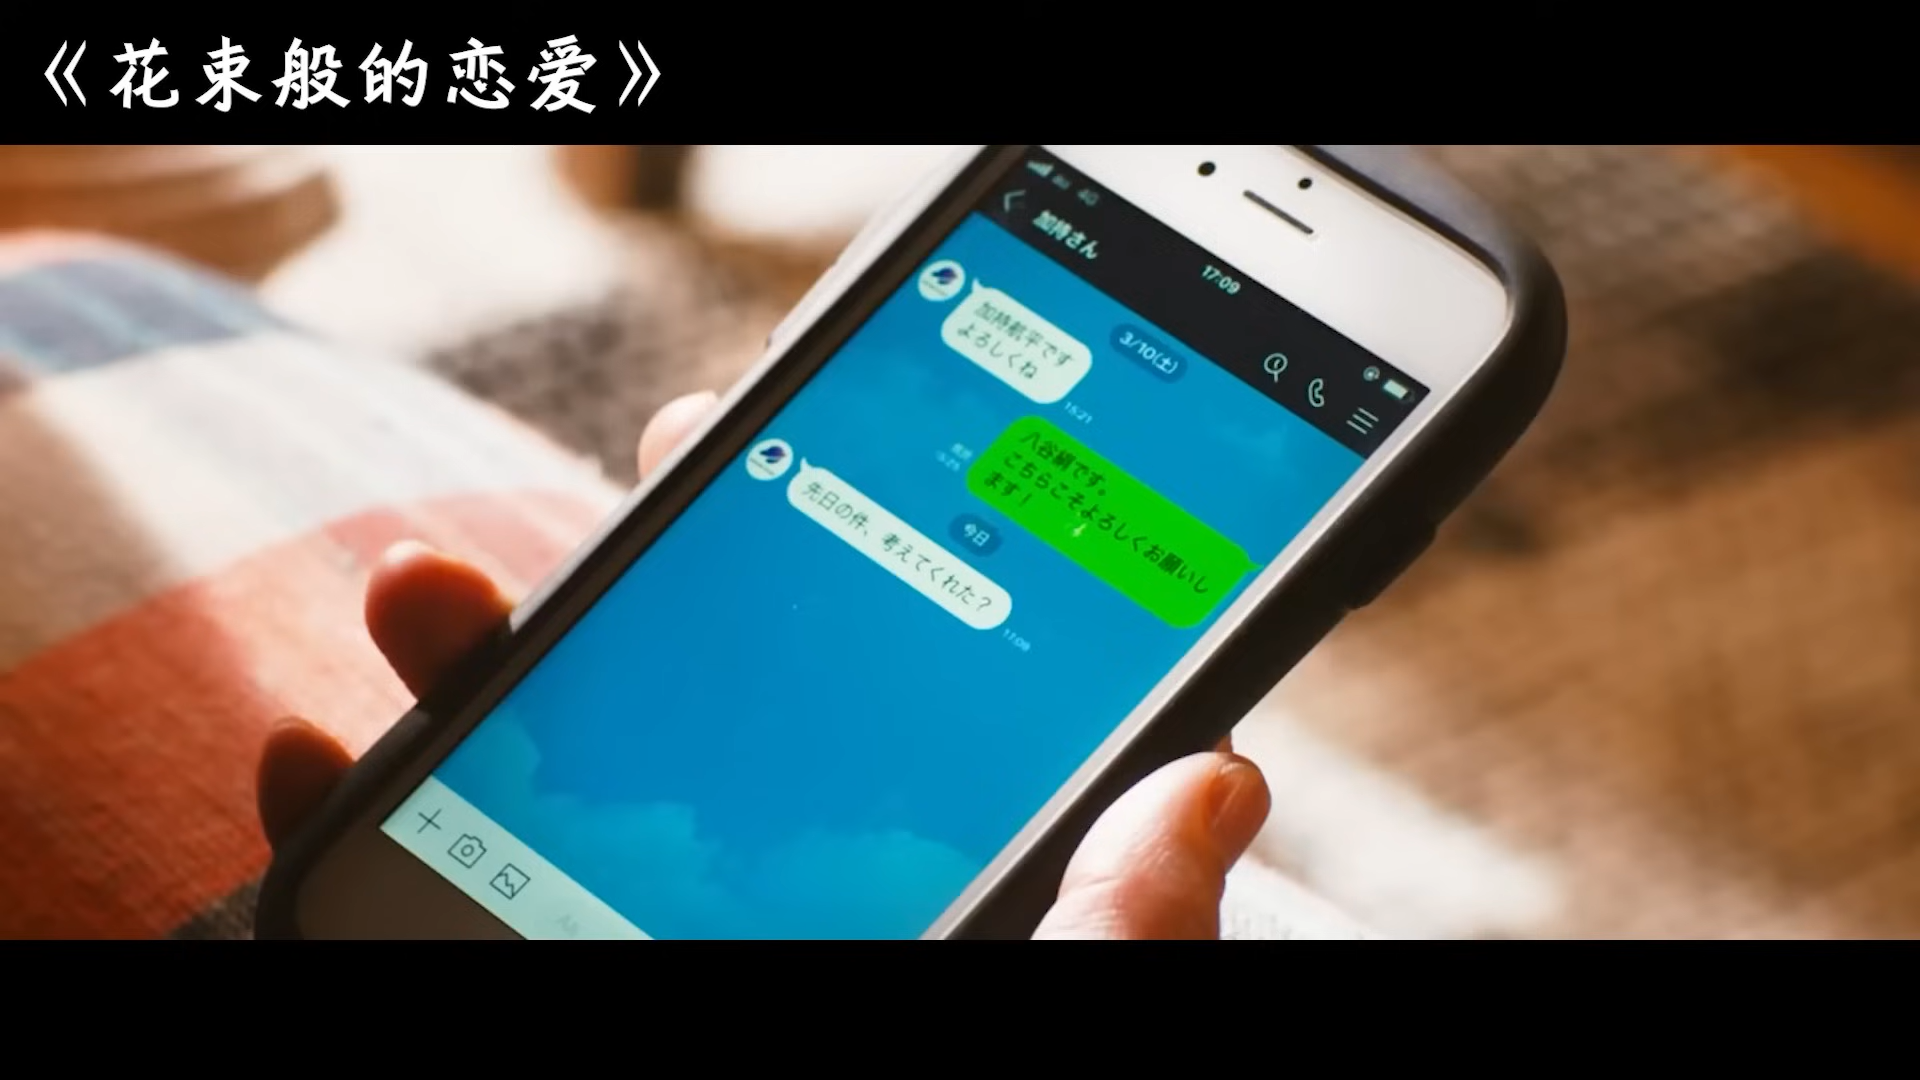 《花束般的恋爱》
4G
17:09
加持さん
3/10(土)
加持航平です
よろしくね
15:21
八谷絹です。
こちらこそよろしくお願いし
ます！
今日
先日の件、考えてくれた？